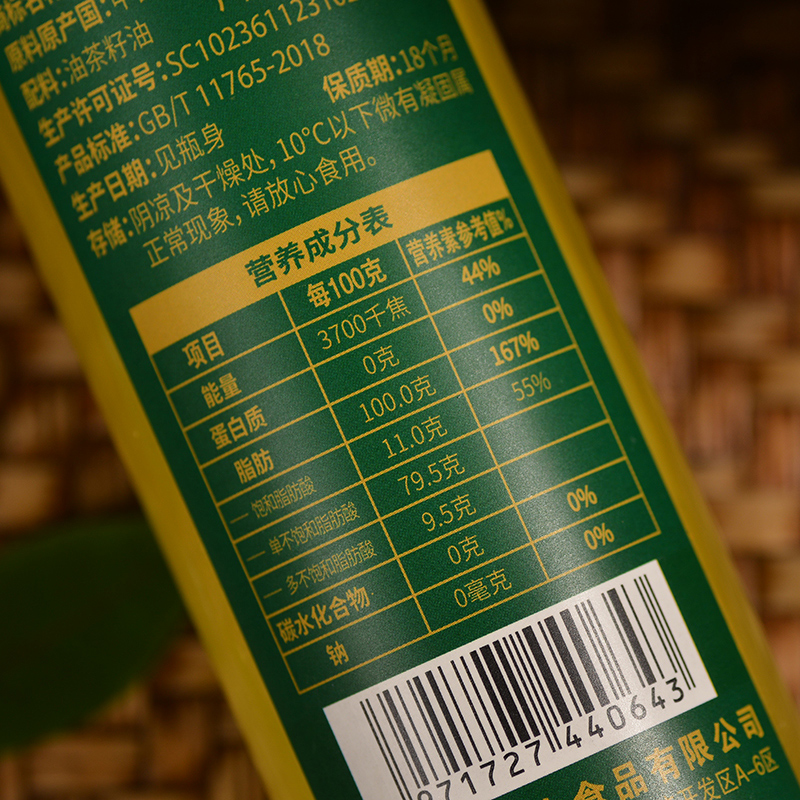 原料原产国:
配料:油茶籽油
生产许可证号:SC1023611231
产品标准:GB/T 11765-2018
生产日期:见瓶身 保质期:18个月
存储:阴凉及干燥处,10°C以下微有凝固属
正常现象,请放心食用。
营养成分表
项目 每100克 营养素参考值%
能量 3700千焦 44%
蛋白质 0克 0%
脂肪 100.0克 167%
— 饱和脂肪酸 11.0克 55%
— 单不饱和脂肪酸 79.5克
— 多不饱和脂肪酸 9.5克
碳水化合物 0克 0%
钠 0毫克 0%
971727 440643
食品有限公司
开发区A-6区